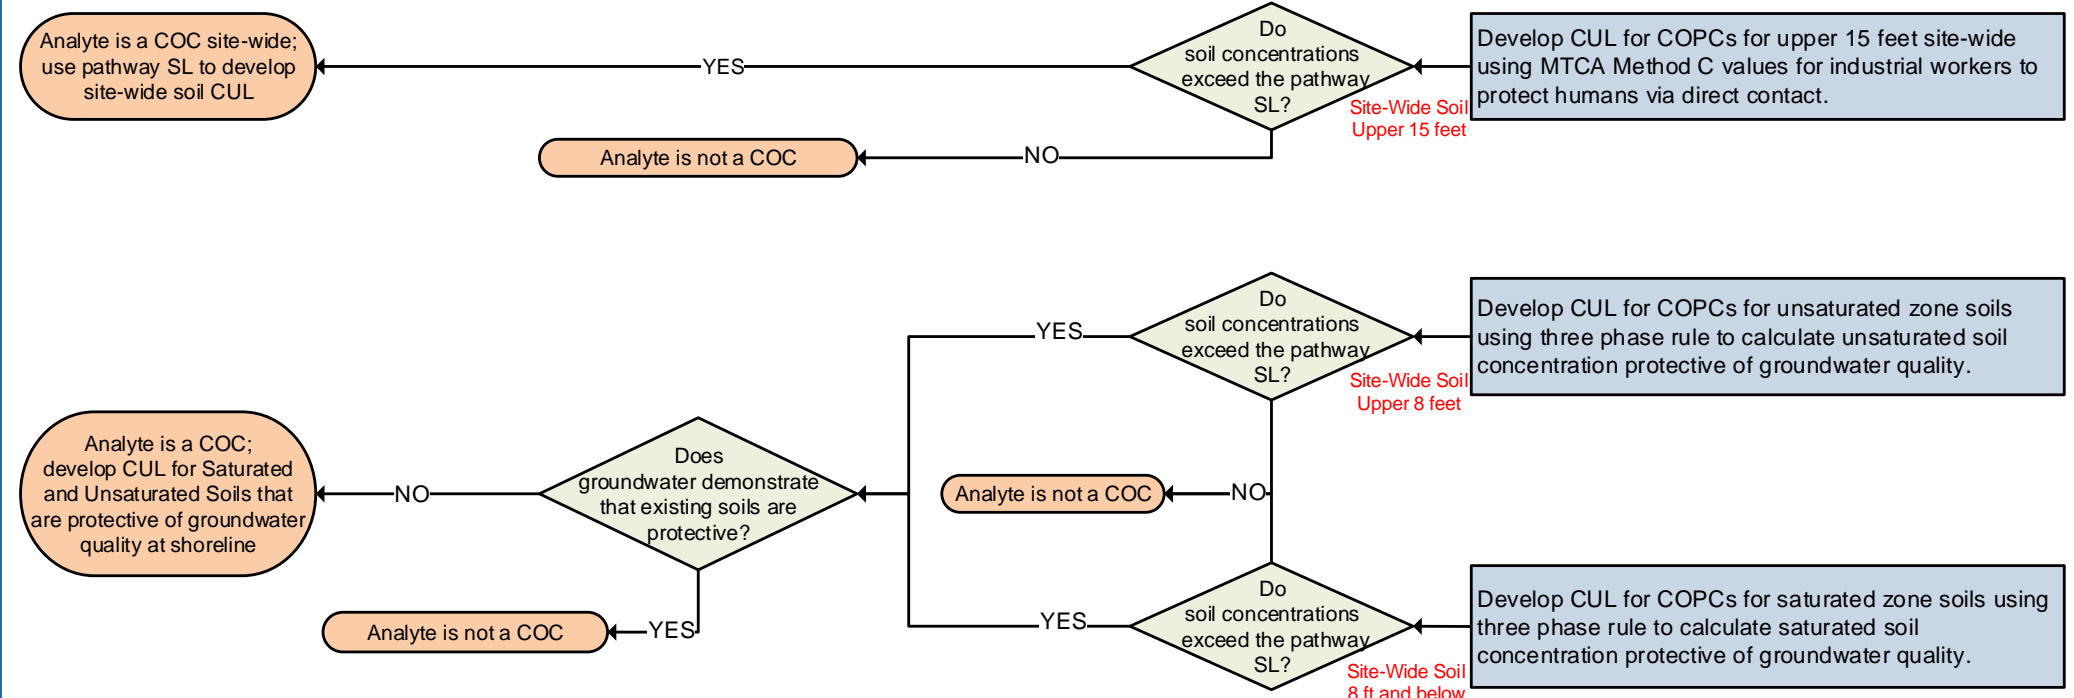 Analyte is a COC site-wide;
use pathway SL to develop
site-wide soil CUL
YES
Do
soil concentrations
exceed the pathway
SL?
Site-Wide Soil
Upper 15 feet
Develop CUL for COPCs for upper 15 feet site-wide
using MTCA Method C values for industrial workers to
protect humans via direct contact.
Analyte is not a COC
NO
Do
soil concentrations
exceed the pathway
SL?
Site-Wide Soil
Upper 8 feet
Develop CUL for COPCs for unsaturated zone soils
using three phase rule to calculate unsaturated soil
concentration protective of groundwater quality.
YES
Analyte is a COC;
develop CUL for Saturated
and Unsaturated Soils that
are protective of groundwater
quality at shoreline
NO
Does
groundwater demonstrate
that existing soils are
protective?
Analyte is not a COC
NO
Analyte is not a COC
YES
YES
Do
soil concentrations
exceed the pathway
SL?
Site-Wide Soil
8 ft and below
Develop CUL for COPCs for saturated zone soils using
three phase rule to calculate saturated soil
concentration protective of groundwater quality.